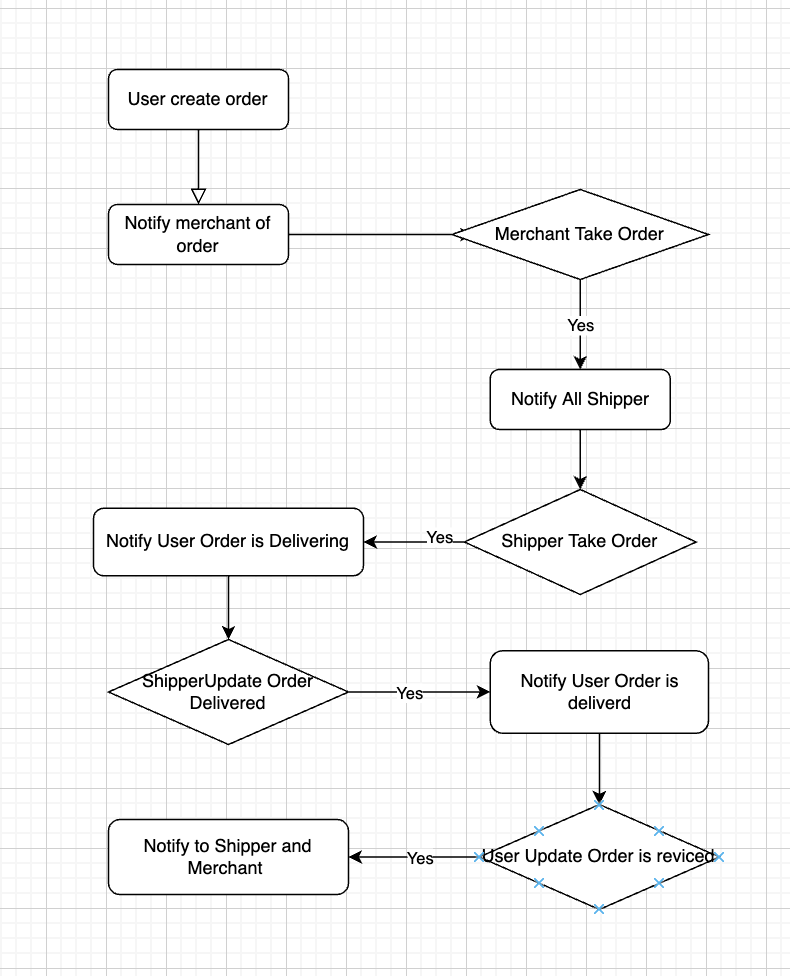 User create order
Notify merchant of
order
Merchant Take Order
Yes
Notify All Shipper
Notify User Order is Delivering
Yes
Shipper Take Order
ShipperUpdate Order
Delivered
Yes
Notify User Order is
deliverd
Notify to Shipper and
Merchant
Yes
User Update Order is reviced